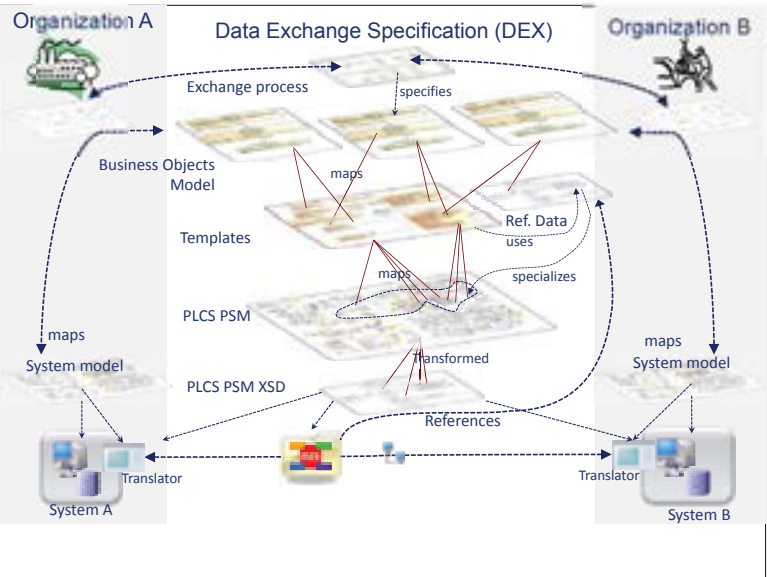 Organization A
Data Exchange Specification (DEX)
Organization B
Exchange process
specifies
Business Objects
Model
maps
Templates
Ref. Data
uses
maps
specializes
PLCS PSM
maps
System model
Transformed
maps
System model
PLCS PSM XSD
References
Translator
Translator
System A
System B